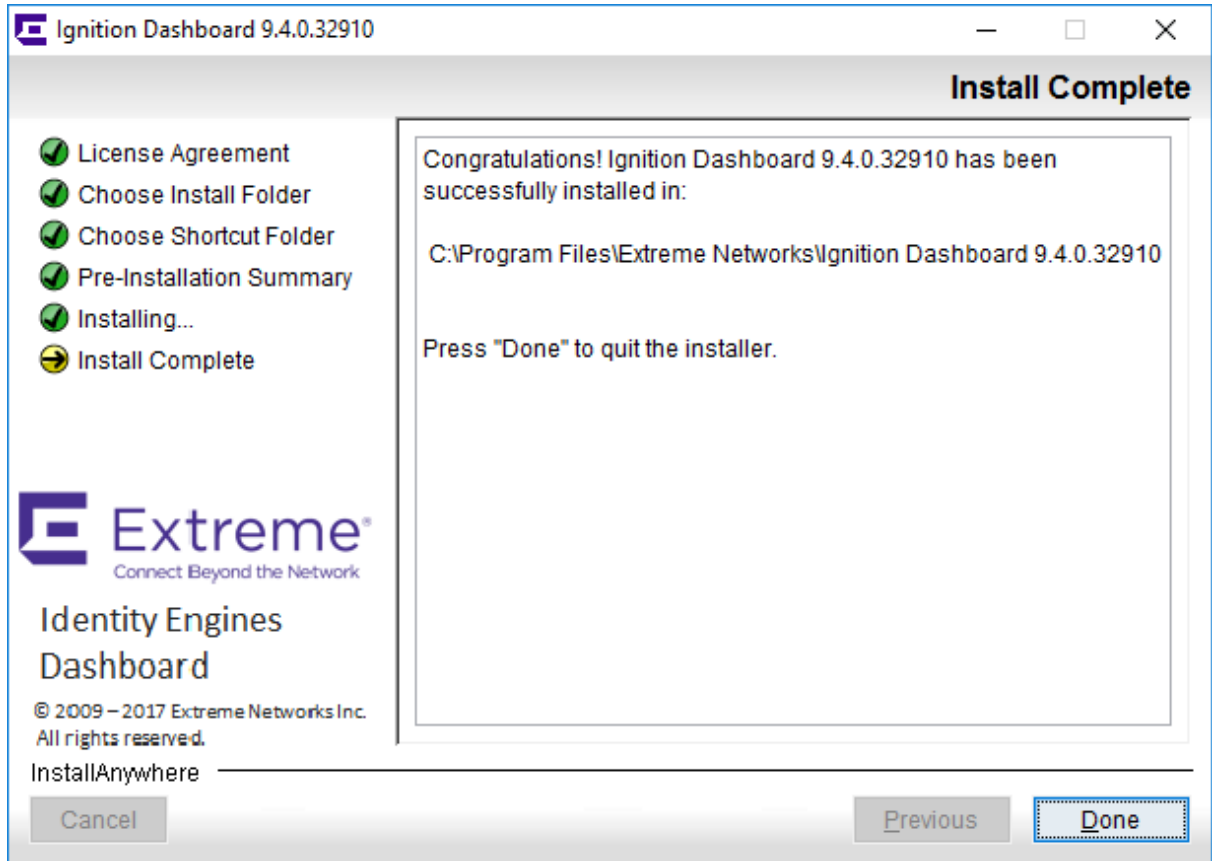 Ignition Dashboard 9.4.0.32910
Install Complete
License Agreement
Choose Install Folder
Choose Shortcut Folder
Pre-Installation Summary
Installing...
Install Complete
Extreme®
Connect Beyond the Network
Identity Engines
Dashboard
© 2009 – 2017 Extreme Networks Inc.
All rights reserved.
Congratulations! Ignition Dashboard 9.4.0.32910 has been
successfully installed in:
C:\Program Files\Extreme Networks\Ignition Dashboard 9.4.0.32910
Press "Done" to quit the installer.
InstallAnywhere
Cancel
Previous
Done